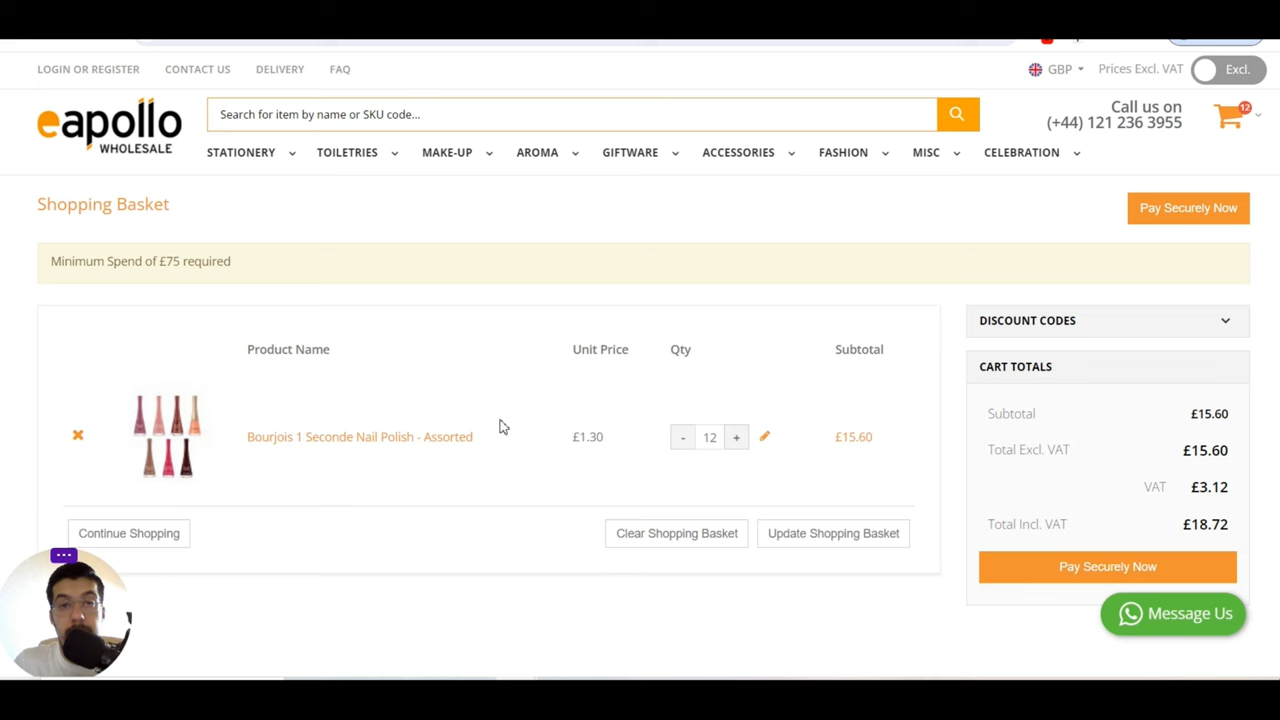 LOGIN OR REGISTER CONTACT US DELIVERY FAQ GBP Prices Excl. VAT Excl.
eapollo
WHOLESALE
Search for item by name or SKU code...
Call us on
(+44) 121 236 3955
12
STATIONERY TOILETRIES MAKE-UP AROMA GIFTWARE ACCESSORIES FASHION MISC CELEBRATION
Shopping Basket
Pay Securely Now
Minimum Spend of £75 required
Product Name Unit Price Qty Subtotal
Bourjois 1 Seconde Nail Polish - Assorted £1.30 - 12 + £15.60
Continue Shopping Clear Shopping Basket Update Shopping Basket
DISCOUNT CODES
CART TOTALS
Subtotal £15.60
Total Excl. VAT £15.60
VAT £3.12
Total Incl. VAT £18.72
Pay Securely Now
Message Us